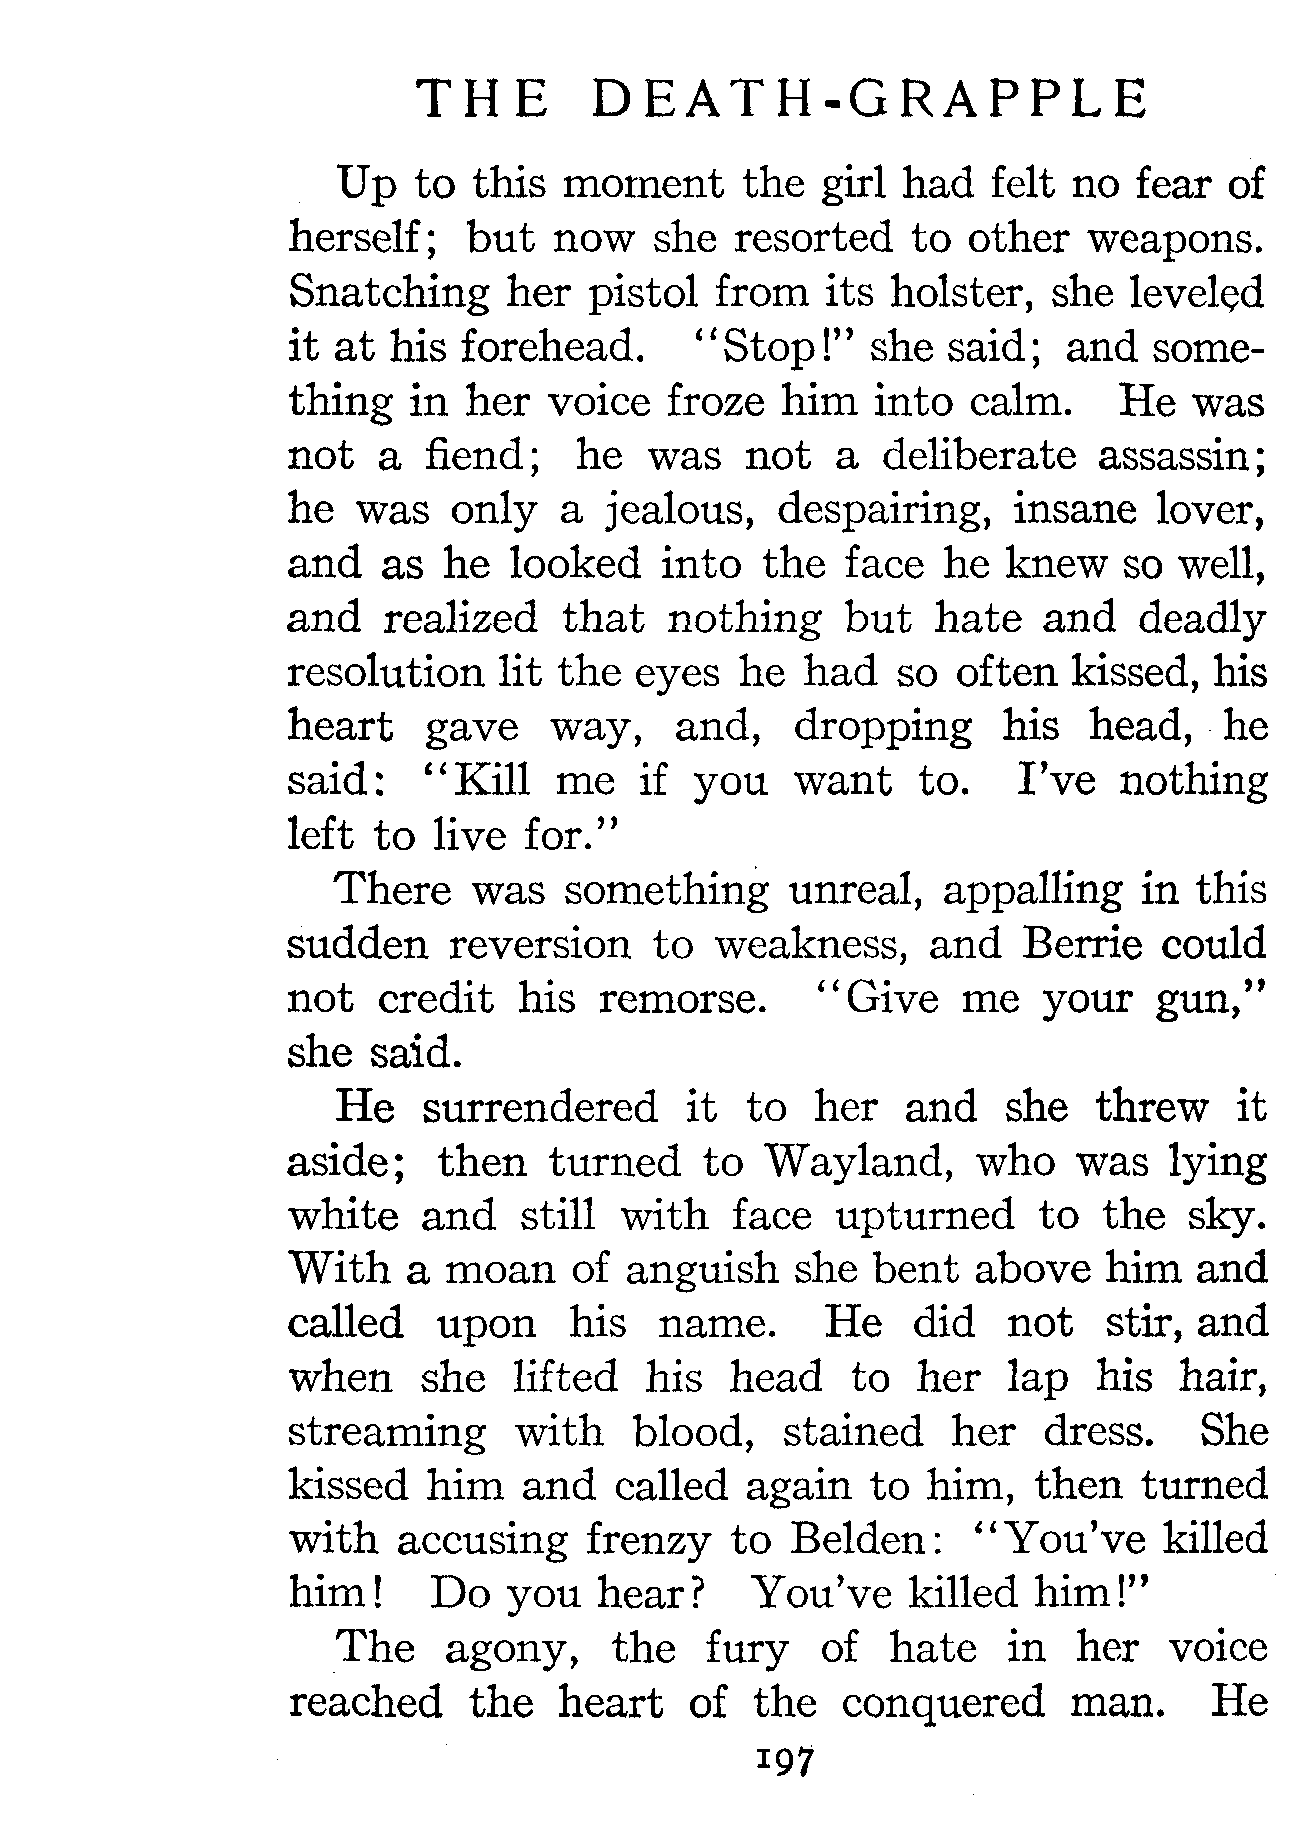 THE DEATH-GRAPPLE
Up to this moment the girl had felt no fear of
herself; but now she resorted to other weapons.
Snatching her pistol from its holster, she leveled
it at his forehead. "Stop!" she said; and some-
thing in her voice froze him into calm. He was
not a fiend; he was not a deliberate assassin;
he was only a jealous, despairing, insane lover,
and as he looked into the face he knew so well,
and realized that nothing but hate and deadly
resolution lit the eyes he had so often kissed, his
heart gave way, and, dropping his head, he
said: "Kill me if you want to. I've nothing
left to live for."
There was something unreal, appalling in this
sudden reversion to weakness, and Berrie could
not credit his remorse. "Give me your gun,"
she said.
He surrendered it to her and she threw it
aside; then turned to Wayland, who was lying
white and still with face upturned to the sky.
With a moan of anguish she bent above him and
called upon his name. He did not stir, and
when she lifted his head to her lap his hair,
streaming with blood, stained her dress. She
kissed him and called again to him, then turned
with accusing frenzy to Belden: "You've killed
him! Do you hear? You've killed him!"
The agony, the fury of hate in her voice
reached the heart of the conquered man. He
197